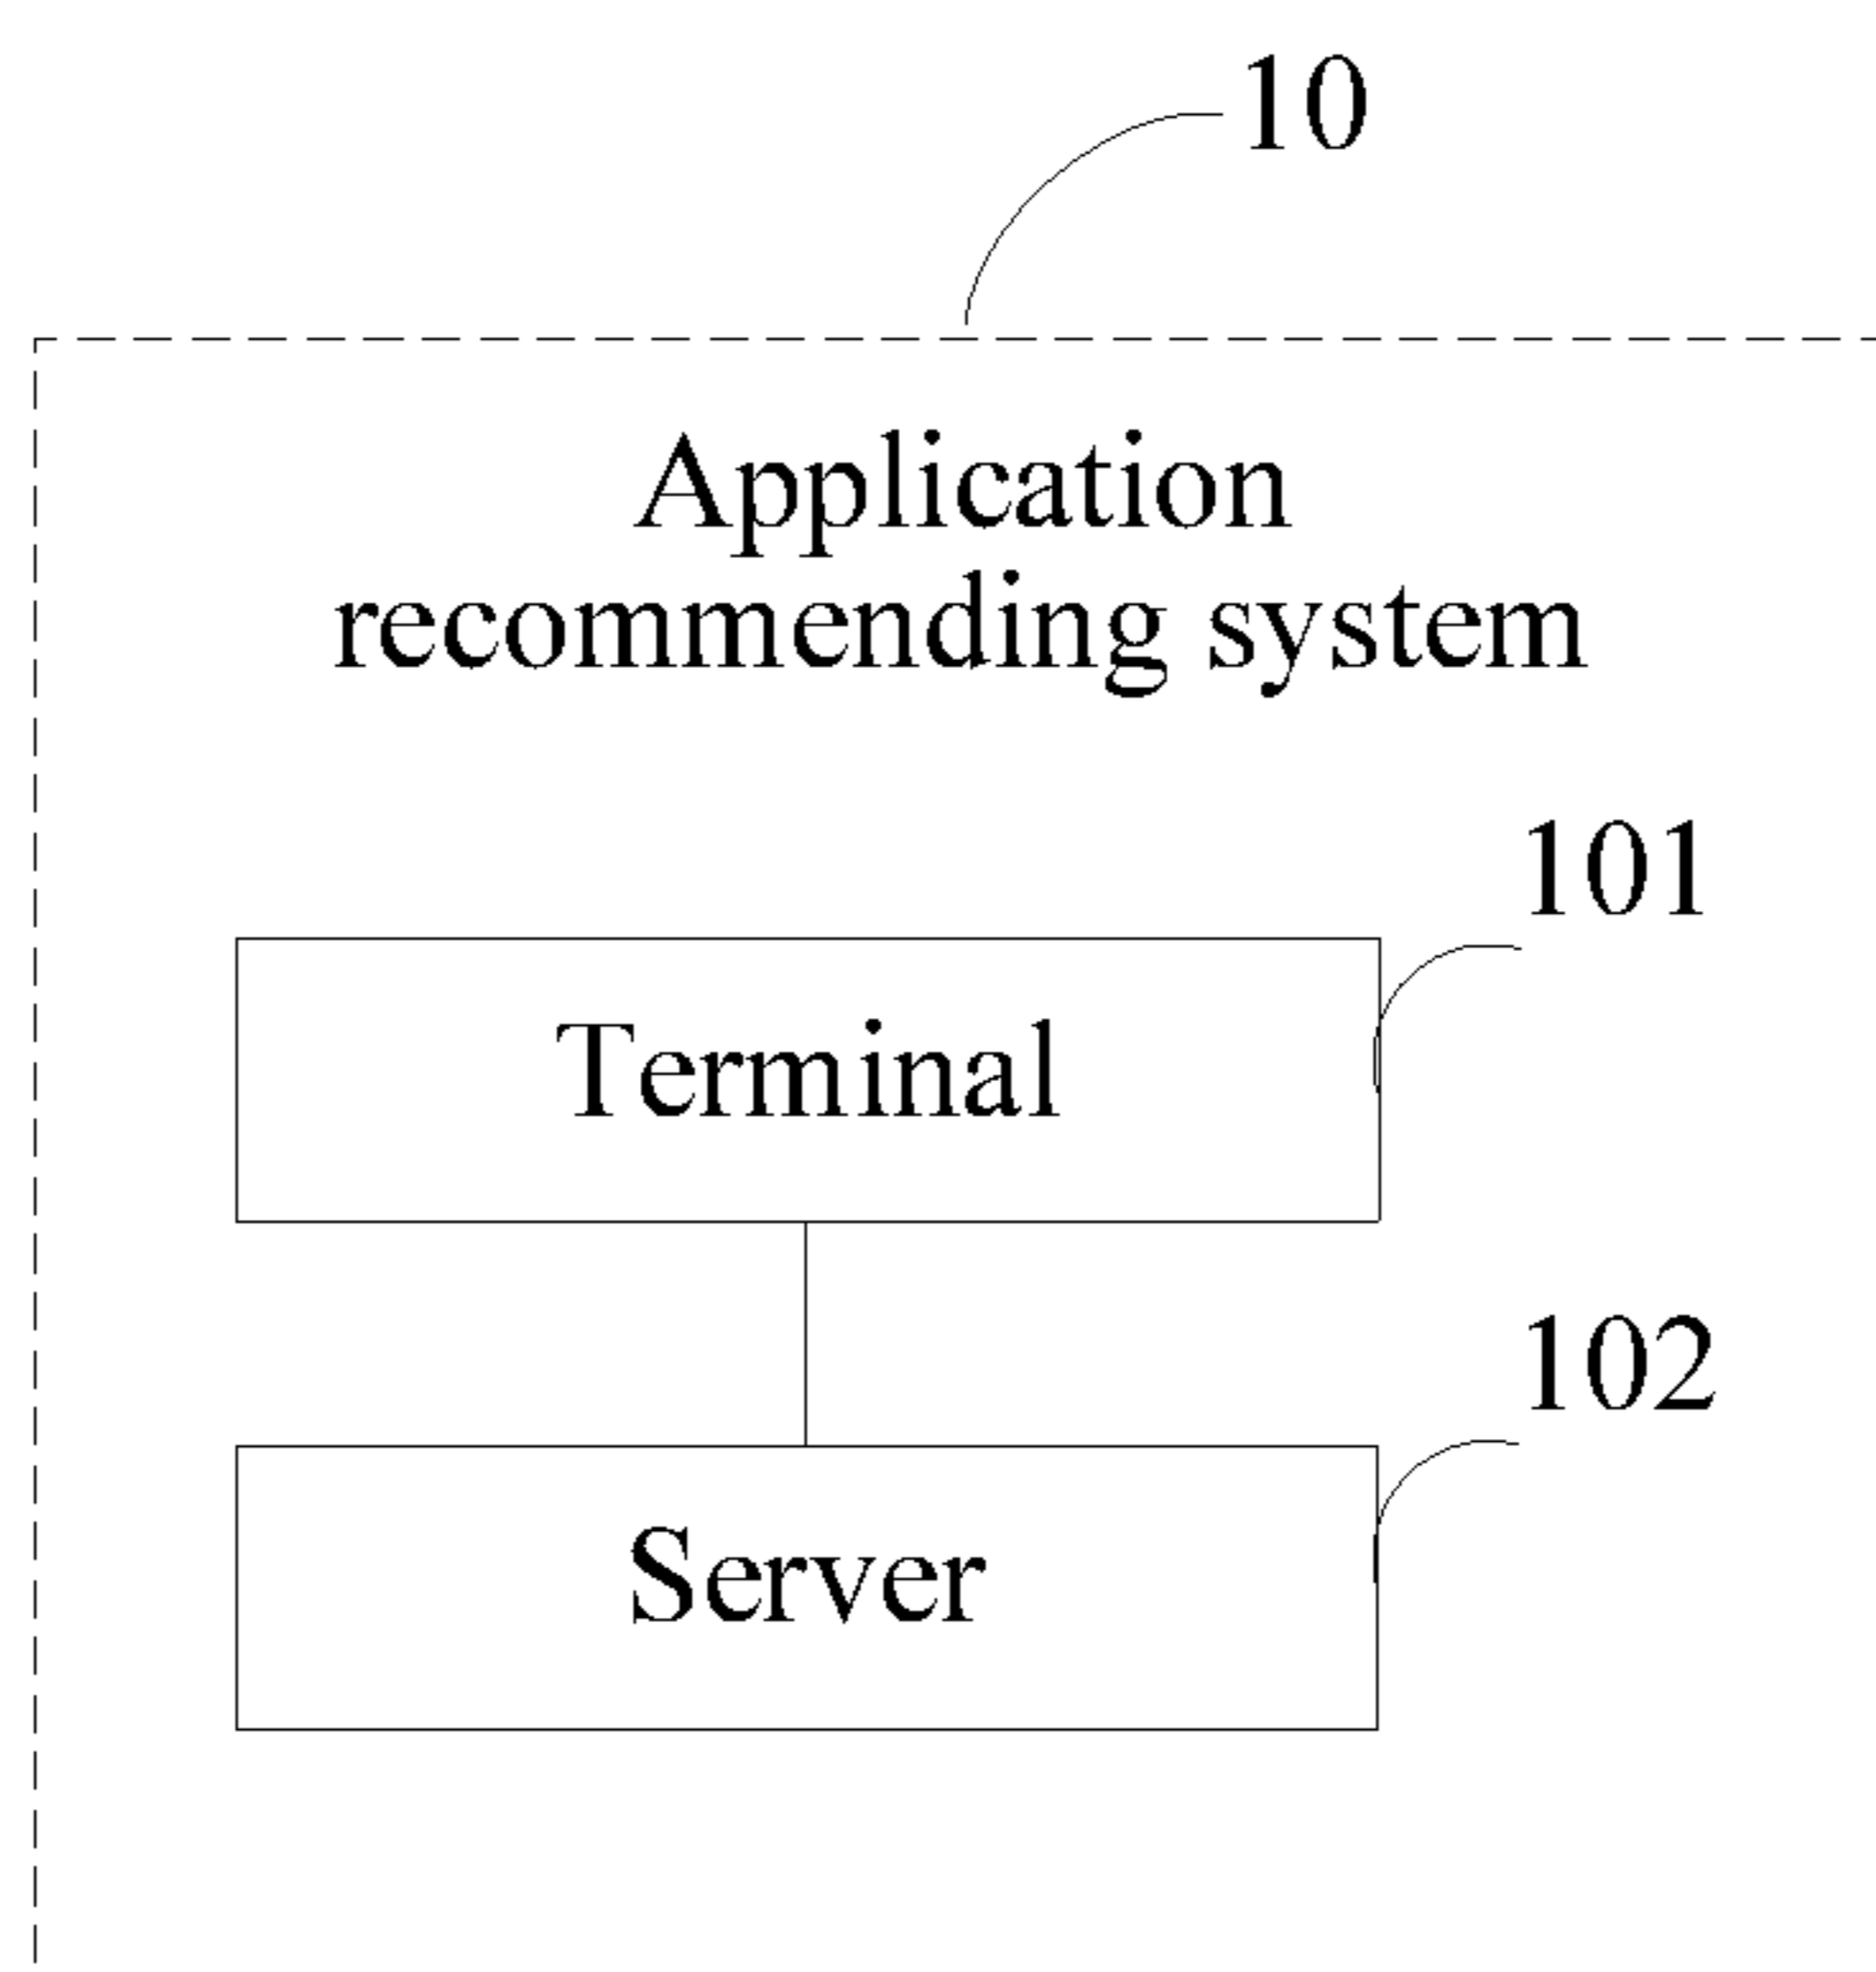 10
Application
recommending system
101
Terminal
102
Server